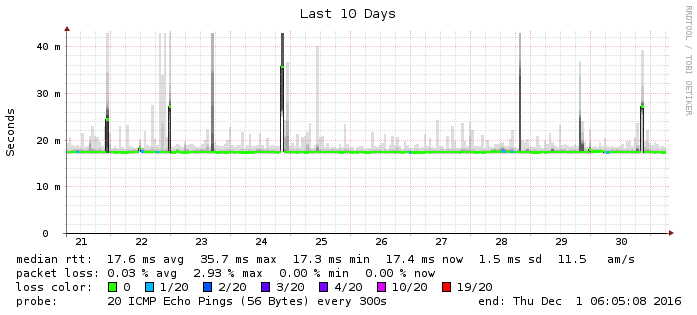 Last 10 Days
RRDTOOL / TOBI OETIKER
Seconds
40 m
30 m
20 m
10 m
0
21 22 23 24 25 26 27 28 29 30
median rtt: 17.6 ms avg 35.7 ms max 17.3 ms min 17.4 ms now 1.5 ms sd 11.5 am/s
packet loss: 0.03 % avg 2.93 % max 0.00 % min 0.00 % now
loss color: 0 1/20 2/20 3/20 4/20 10/20 19/20
probe: 20 ICMP Echo Pings (56 Bytes) every 300s end: Thu Dec 1 06:05:08 2016